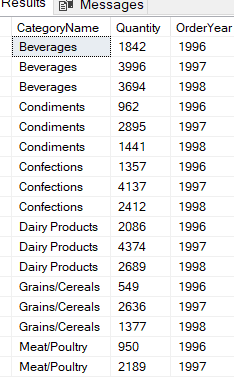 Results Messages
CategoryName Quantity OrderYear
Beverages 1842 1996
Beverages 3996 1997
Beverages 3694 1998
Condiments 962 1996
Condiments 2895 1997
Condiments 1441 1998
Confections 1357 1996
Confections 4137 1997
Confections 2412 1998
Dairy Products 2086 1996
Dairy Products 4374 1997
Dairy Products 2689 1998
Grains/Cereals 549 1996
Grains/Cereals 2636 1997
Grains/Cereals 1377 1998
Meat/Poultry 950 1996
Meat/Poultry 2189 1997